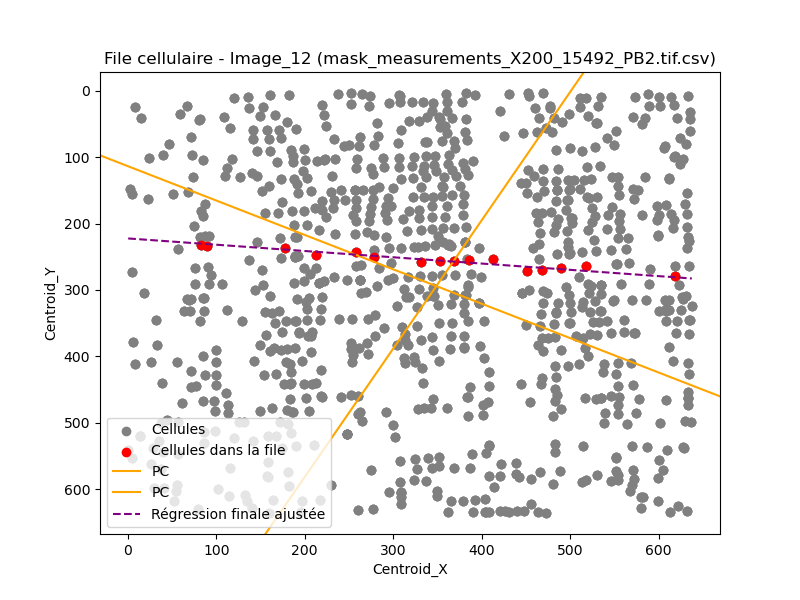 File cellulaire - Image_12 (mask_measurements_X200_15492_PB2.tif.csv)
0
100
200
300
400
500
600
Centroid_Y
Cellules
Cellules dans la file
PC
PC
Régression finale ajustée
0 100 200 300 400 500 600
Centroid_X